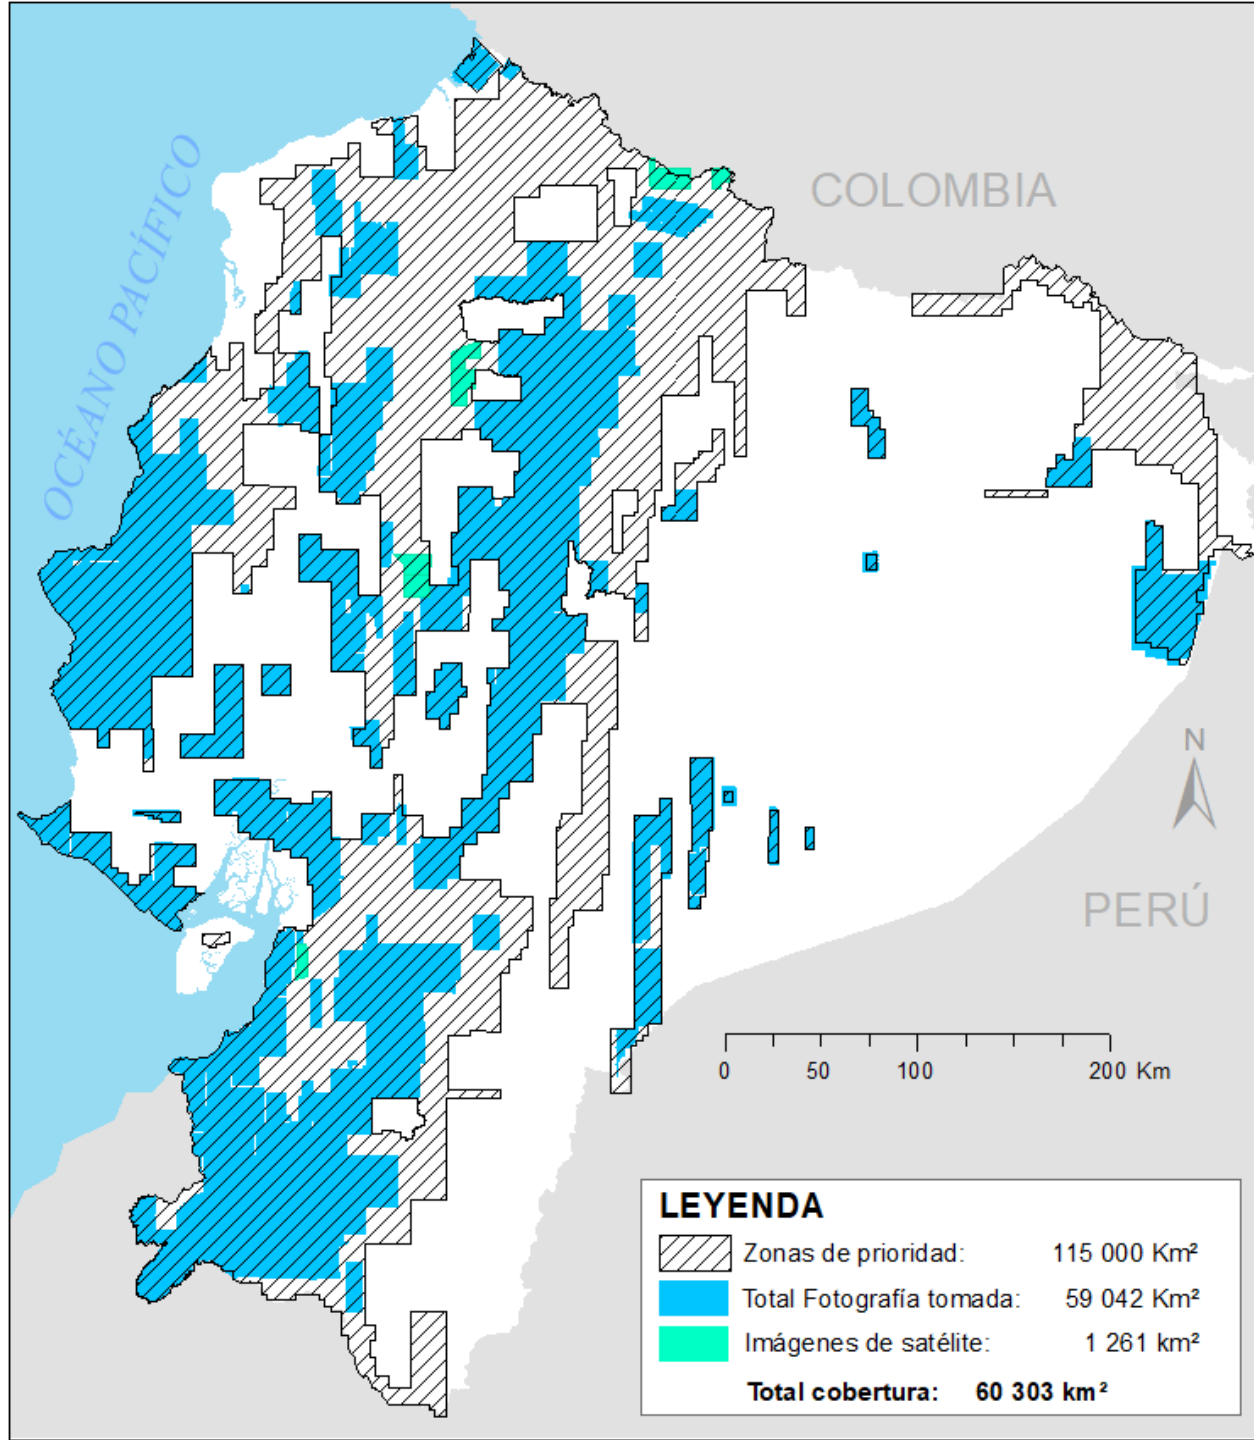 OCÉANO PACÍFICO
COLOMBIA
N
PERÚ
0 50 100 200 Km
LEYENDA
Zonas de prioridad: 115 000 Km²
Total Fotografía tomada: 59 042 Km²
Imágenes de satélite: 1 261 km²
Total cobertura: 60 303 km²